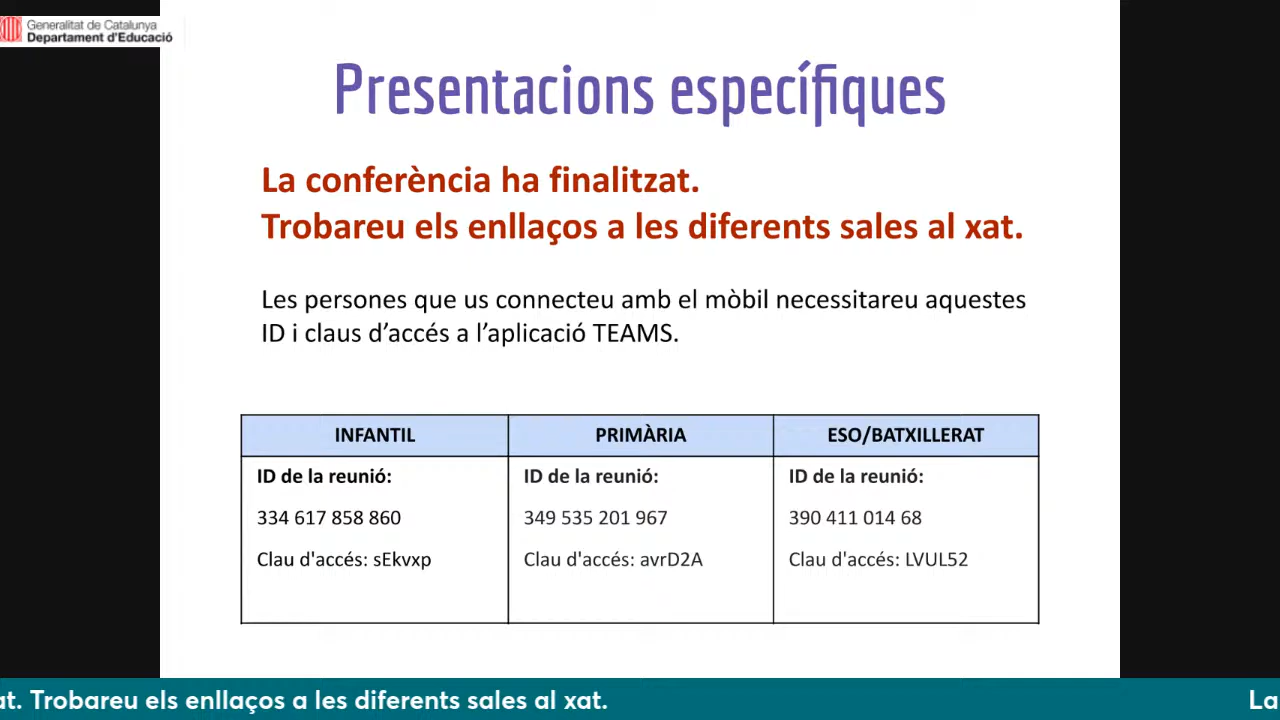 Generalitat de Catalunya
Departament d'Educació
Presentacions específiques
La conferència ha finalitzat.
Trobareu els enllaços a les diferents sales al xat.
Les persones que us connecteu amb el mòbil necessitareu aquestes
ID i claus d’accés a l’aplicació TEAMS.
INFANTIL
ID de la reunió:
334 617 858 860
Clau d'accés: sEkvxp
PRIMÀRIA
ID de la reunió:
349 535 201 967
Clau d'accés: avrD2A
ESO/BATXILLERAT
ID de la reunió:
390 411 014 68
Clau d'accés: LVUL52
at. Trobareu els enllaços a les diferents sales al xat.
La